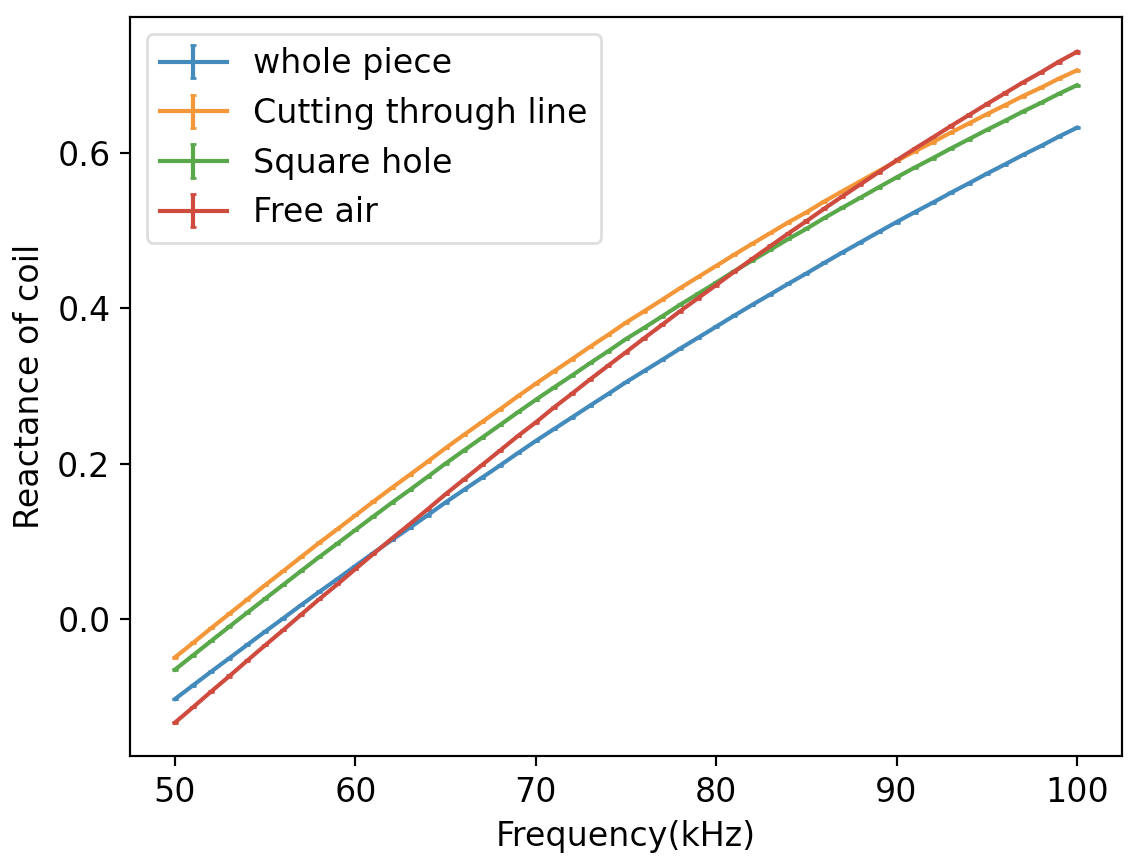 whole piece
Cutting through line
Square hole
Free air
0.6
0.4
0.2
0.0
Reactance of coil
50 60 70 80 90 100
Frequency(kHz)